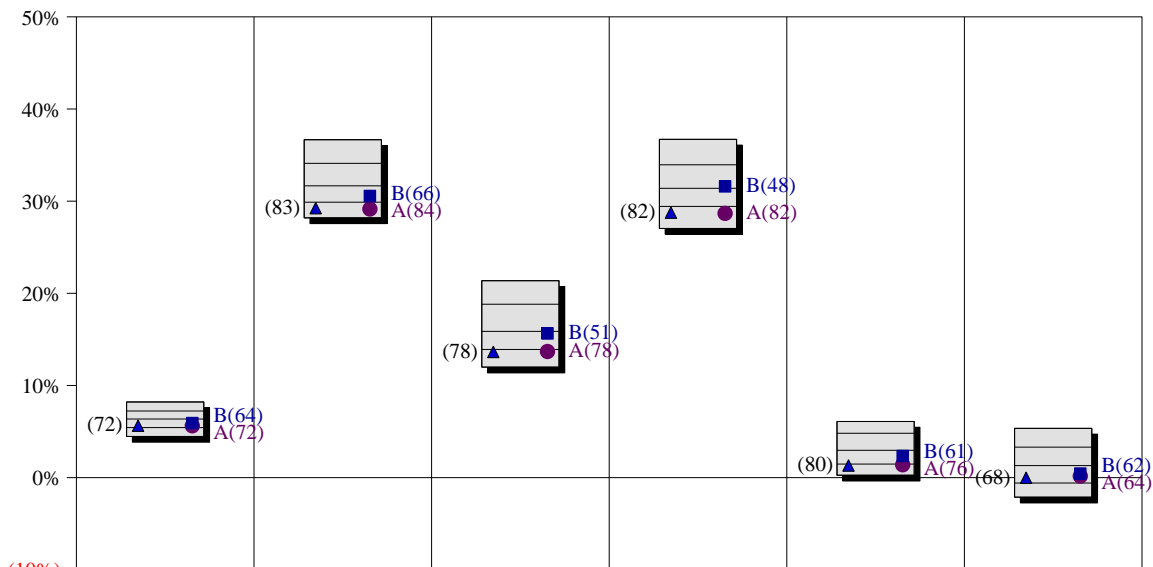 50%
40%
30%
20%
10%
0%
(72)
B(64)
A(72)
(83)
B(66)
A(84)
(78)
B(51)
A(78)
(82)
B(48)
A(82)
(80)
B(61)
A(76)
(68)
B(62)
A(64)